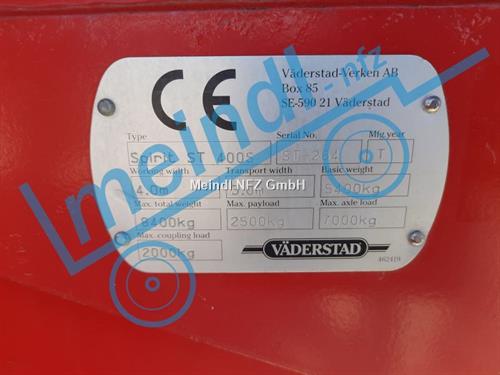 CE
Väderstad-Verken AB
Box 85
SE-590 21 Väderstad
Type Serial No. Mfg.year
Spirit ST 400S
Working width Transport width Basic weight
4.0m 3.0m 5400kg
Max. total weight Max. payload Max. axle load
8400kg 2500kg 7000kg
Max. coupling load
2000kg
VÄDERSTAD
462419
Meindl-NFZ GmbH
meindl-nfz